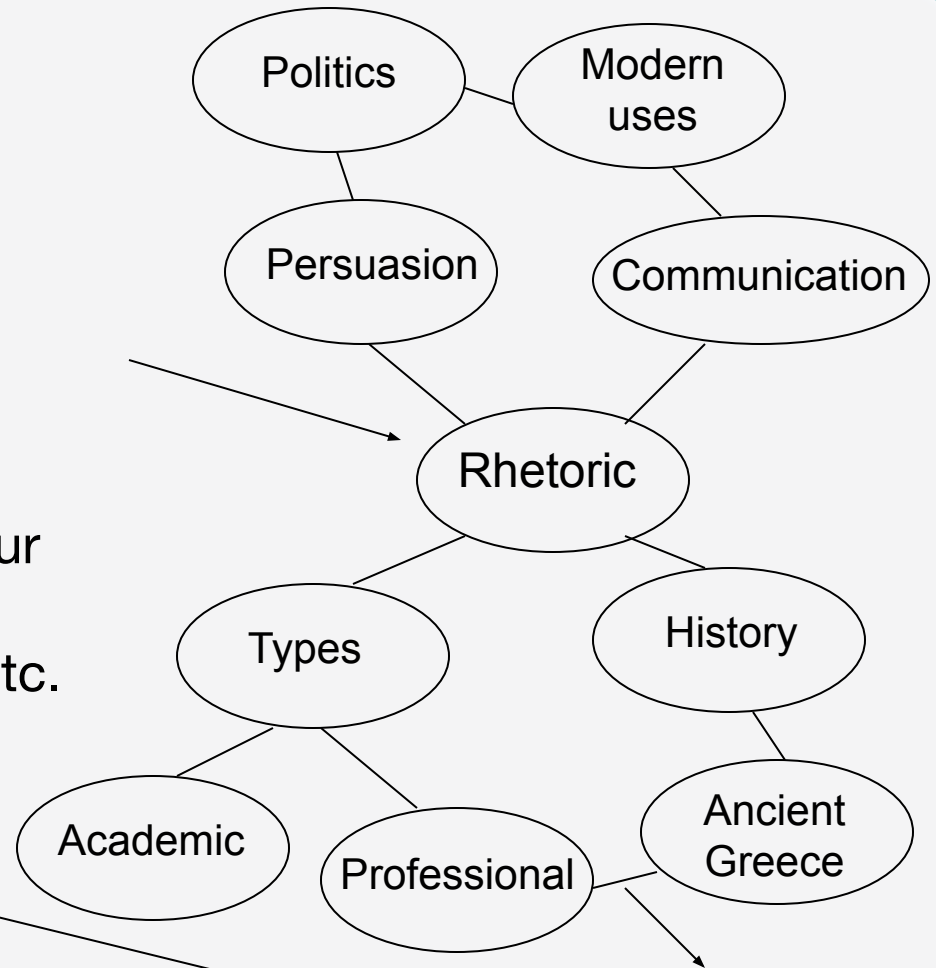 Politics
Modern
uses
Persuasion
Communication
Rhetoric
Types
History
Academic
Professional
Ancient
Greece